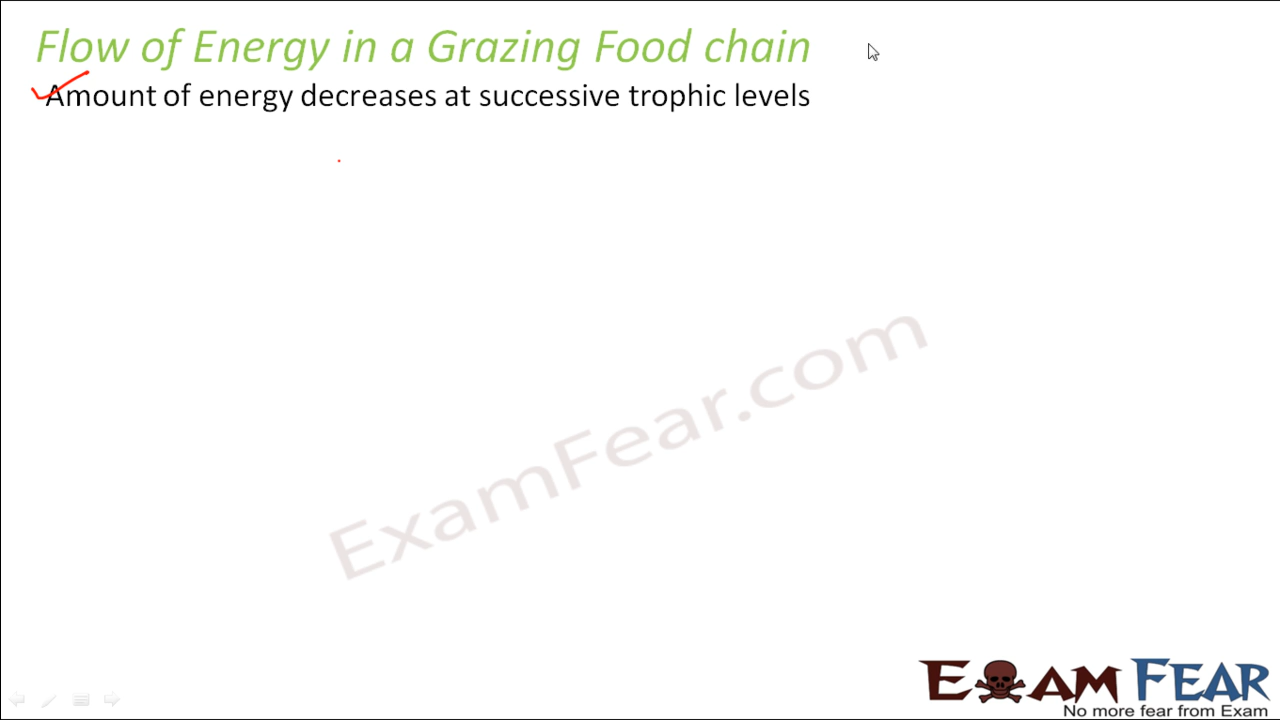 Flow of Energy in a Grazing Food chain
Amount of energy decreases at successive trophic levels
ExamFear.com
EXAM FEAR
No more fear from Exam